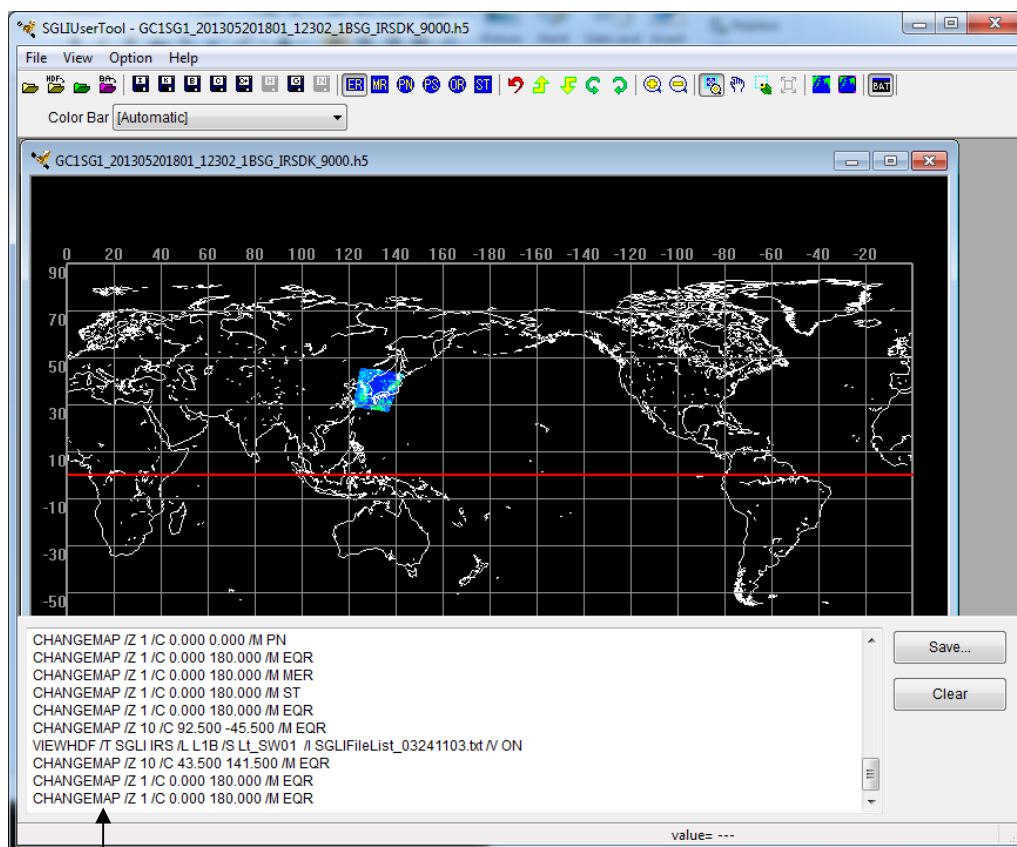 SGLIUserTool - GC1SG1_201305201801_12302_1BSG_IRSDK_9000.h5
File View Option Help
HDF BAT I R B C C+ H G N ER MR PN PS OR ST BAT
Color Bar [Automatic]
GC1SG1_201305201801_12302_1BSG_IRSDK_9000.h5
0 20 40 60 80 100 120 140 160 -180 -160 -140 -120 -100 -80 -60 -40 -20
90
70
50
30
10
-10
-30
-50
CHANGEMAP /Z 1 /C 0.000 0.000 /M PN
CHANGEMAP /Z 1 /C 0.000 180.000 /M EQR
CHANGEMAP /Z 1 /C 0.000 180.000 /M MER
CHANGEMAP /Z 1 /C 0.000 180.000 /M ST
CHANGEMAP /Z 1 /C 0.000 180.000 /M EQR
CHANGEMAP /Z 10 /C 92.500 -45.500 /M EQR
VIEWHDF /T SGLI IRS /L L1B /S Lt_SW01 /I SGLIFileList_03241103.txt /V ON
CHANGEMAP /Z 10 /C 43.500 141.500 /M EQR
CHANGEMAP /Z 1 /C 0.000 180.000 /M EQR
CHANGEMAP /Z 1 /C 0.000 180.000 /M EQR
Save...
Clear
value= ---